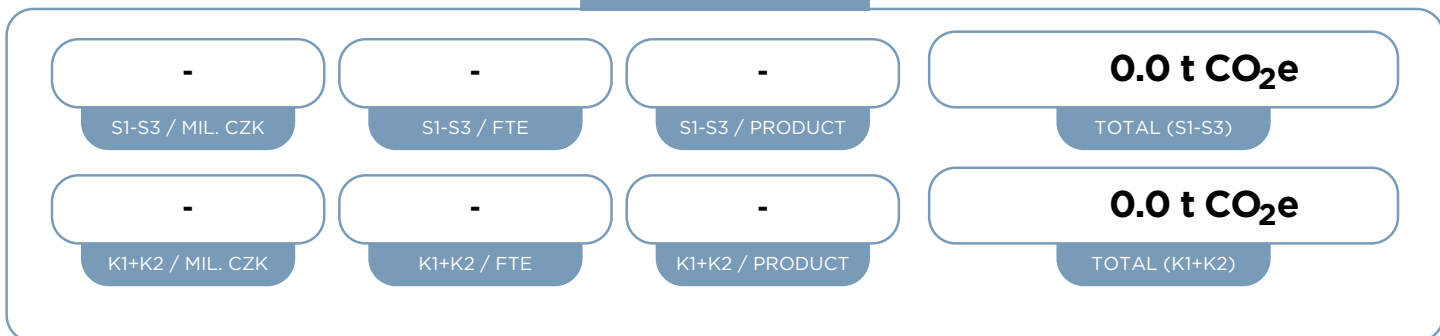 - - - 0.0 t CO₂e
S1-S3 / MIL. CZK S1-S3 / FTE S1-S3 / PRODUCT TOTAL (S1-S3)
- - - 0.0 t CO₂e
K1+K2 / MIL. CZK K1+K2 / FTE K1+K2 / PRODUCT TOTAL (K1+K2)